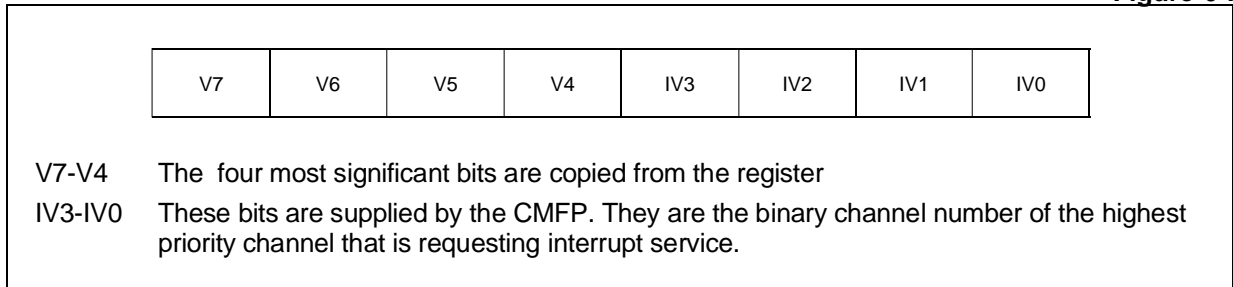 V7 V6 V5 V4 IV3 IV2 IV1 IV0
V7-V4 The four most significant bits are copied from the register
IV3-IV0 These bits are supplied by the CMFP. They are the binary channel number of the highest
priority channel that is requesting interrupt service.